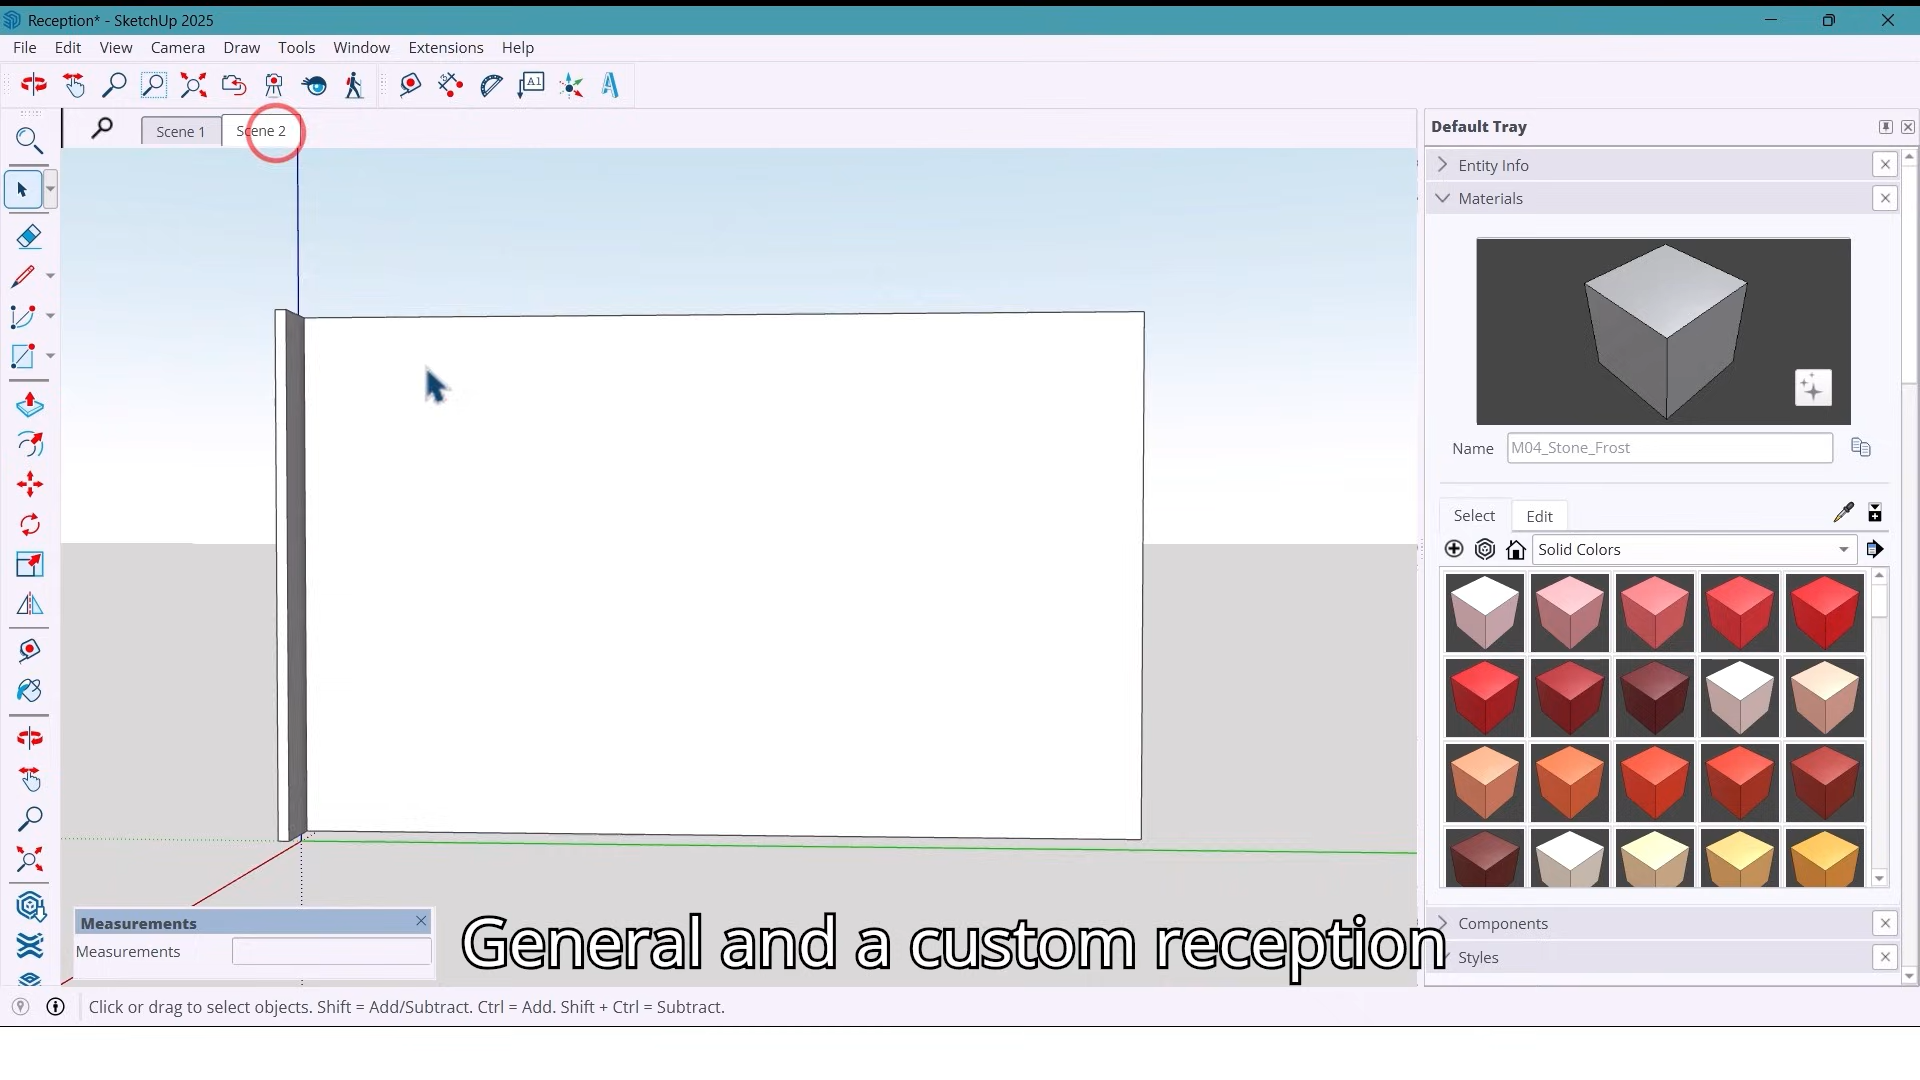 Reception* - SketchUp 2025
File Edit View Camera Draw Tools Window Extensions Help
A1
Scene 1 Scene 2
Default Tray
Entity Info
Materials
Name M04_Stone_Frost
Select Edit
Solid Colors
Components
Styles
Measurements
Measurements
General and a custom reception
Click or drag to select objects. Shift = Add/Subtract. Ctrl = Add. Shift + Ctrl = Subtract.